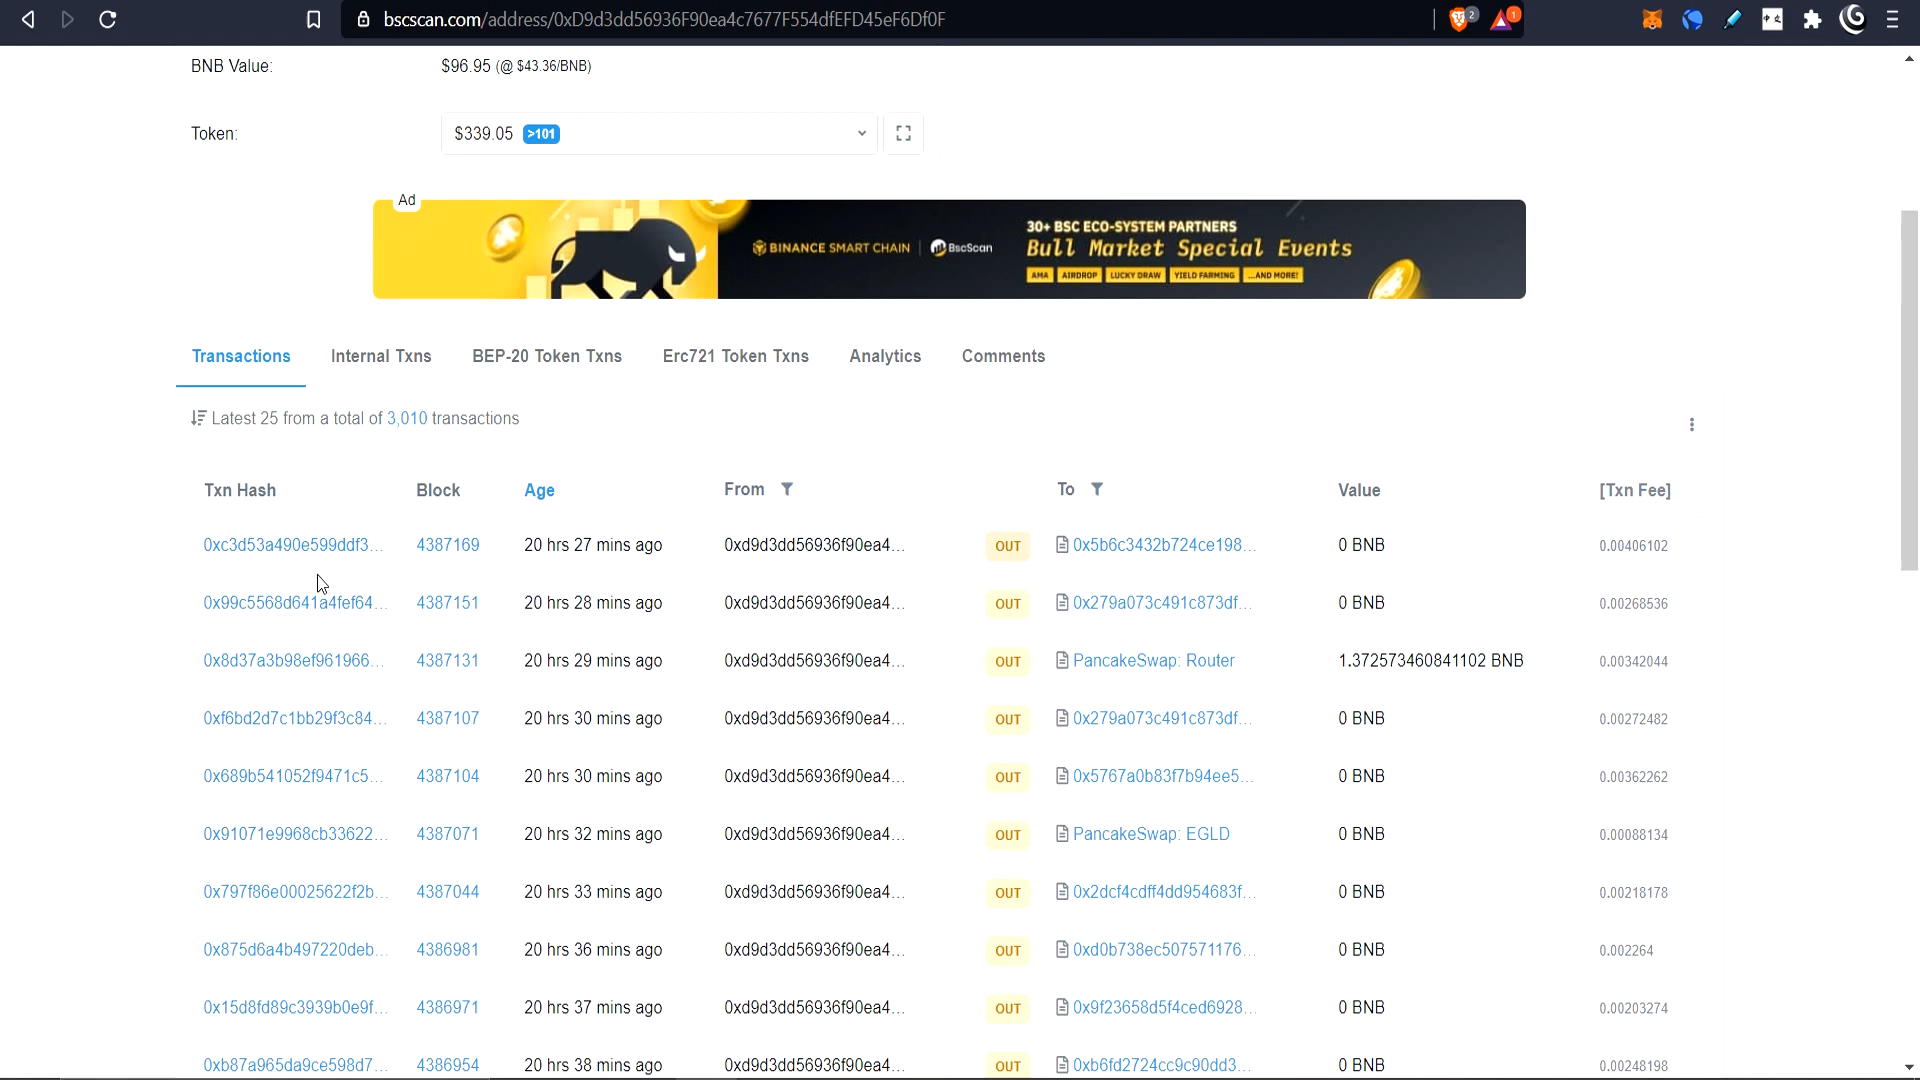 bscscan.com/address/0xD9d3dd56936F90ea4c7677F554dfEFD45eF6Df0F
2
1
BNB Value:
$96.95 (@ $43.36/BNB)
Token:
$339.05 >101
Ad
BINANCE SMART CHAIN | BscScan
30+ BSC ECO-SYSTEM PARTNERS
Bull Market Special Events
AMA AIRDROP LUCKY DRAW YIELD FARMING ...AND MORE!
Transactions Internal Txns BEP-20 Token Txns Erc721 Token Txns Analytics Comments
Latest 25 from a total of 3,010 transactions
Txn Hash Block Age From To Value [Txn Fee]
0xc3d53a490e599ddf3... 4387169 20 hrs 27 mins ago 0xd9d3dd56936f90ea4... OUT 0x5b6c3432b724ce198... 0 BNB 0.00406102
0x99c5568d641a4fef64... 4387151 20 hrs 28 mins ago 0xd9d3dd56936f90ea4... OUT 0x279a073c491c873df... 0 BNB 0.00268536
0x8d37a3b98ef961966... 4387131 20 hrs 29 mins ago 0xd9d3dd56936f90ea4... OUT PancakeSwap: Router 1.372573460841102 BNB 0.00342044
0xf6bd2d7c1bb29f3c84... 4387107 20 hrs 30 mins ago 0xd9d3dd56936f90ea4... OUT 0x279a073c491c873df... 0 BNB 0.00272482
0x689b541052f9471c5... 4387104 20 hrs 30 mins ago 0xd9d3dd56936f90ea4... OUT 0x5767a0b83f7b94ee5... 0 BNB 0.00362262
0x91071e9968cb33622... 4387071 20 hrs 32 mins ago 0xd9d3dd56936f90ea4... OUT PancakeSwap: EGLD 0 BNB 0.00088134
0x797f86e00025622f2b... 4387044 20 hrs 33 mins ago 0xd9d3dd56936f90ea4... OUT 0x2dcf4cdff4dd954683f... 0 BNB 0.00218178
0x875d6a4b497220deb... 4386981 20 hrs 36 mins ago 0xd9d3dd56936f90ea4... OUT 0xd0b738ec507571176... 0 BNB 0.002264
0x15d8fd89c3939b0e9f... 4386971 20 hrs 37 mins ago 0xd9d3dd56936f90ea4... OUT 0x9f23658d5f4ced6928... 0 BNB 0.00203274
0xb87a965da9ce598d7... 4386954 20 hrs 38 mins ago 0xd9d3dd56936f90ea4... OUT 0xb6fd2724cc9c90dd3... 0 BNB 0.00248198